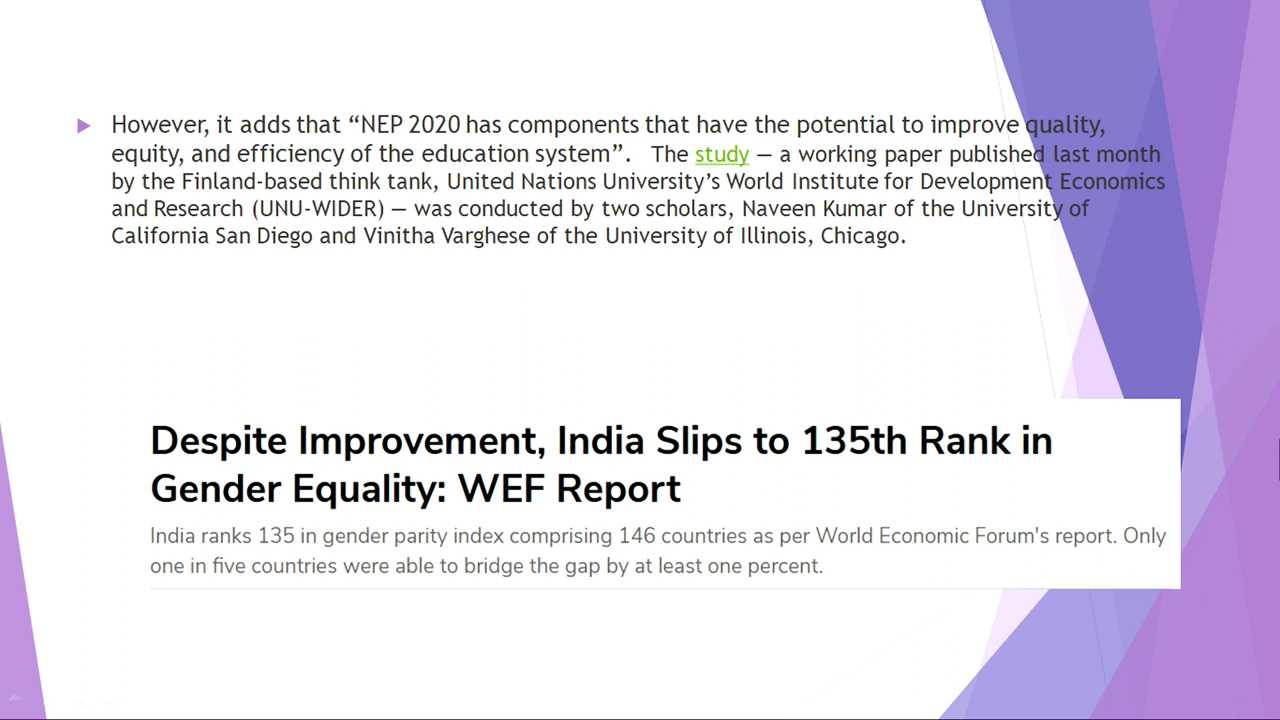 However, it adds that “NEP 2020 has components that have the potential to improve quality,
equity, and efficiency of the education system”. The study — a working paper published last month
by the Finland-based think tank, United Nations University’s World Institute for Development Economics
and Research (UNU-WIDER) — was conducted by two scholars, Naveen Kumar of the University of
California San Diego and Vinitha Varghese of the University of Illinois, Chicago.
Despite Improvement, India Slips to 135th Rank in
Gender Equality: WEF Report
India ranks 135 in gender parity index comprising 146 countries as per World Economic Forum's report. Only
one in five countries were able to bridge the gap by at least one percent.